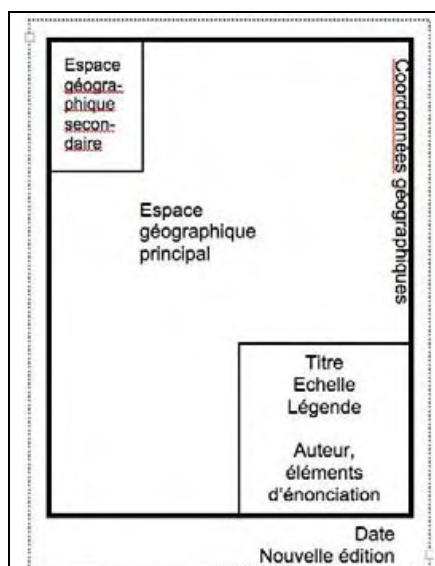 Espace
géogra-
phique
secon-
daire
Coordonnées géographiques
Espace
géographique
principal
Titre
Echelle
Légende
Auteur,
éléments
d'énonciation
Date
Nouvelle édition